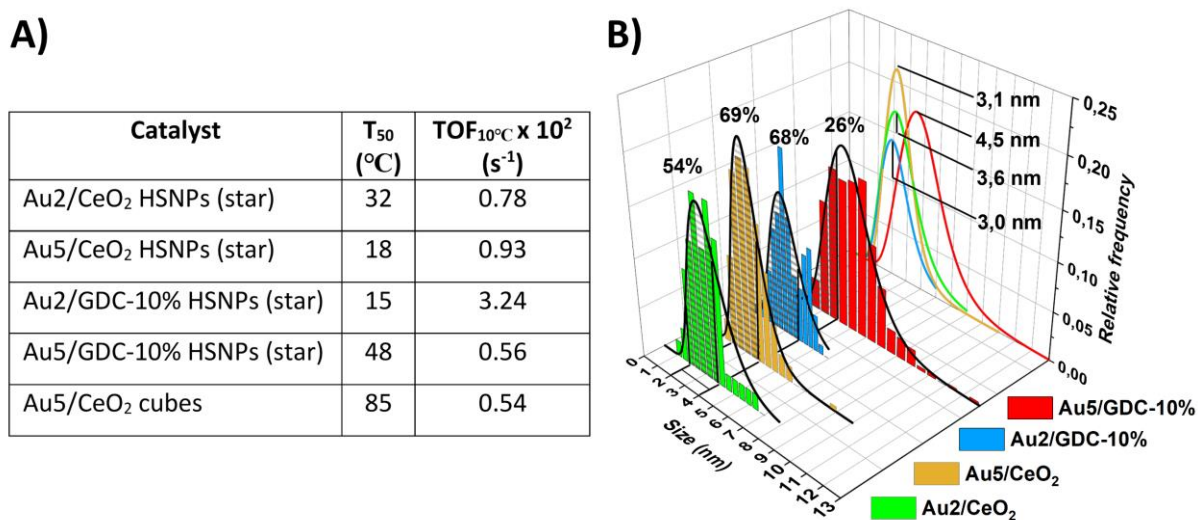 A)
Catalyst T₅₀ (℃) TOF₁₀℃ x 10² (s⁻¹)
Au2/CeO₂ HSNPs (star) 32 0.78
Au5/CeO₂ HSNPs (star) 18 0.93
Au2/GDC-10% HSNPs (star) 15 3.24
Au5/GDC-10% HSNPs (star) 48 0.56
Au5/CeO₂ cubes 85 0.54
B)
54%
69%
68%
26%
3,1 nm
4,5 nm
3,6 nm
3,0 nm
0,25
0,20
0,15
0,10
0,05
0,00
Relative frequency
0 1 2 3 4 5 6 7 8 9 10 11 12 13
Size (nm)
Au5/GDC-10%
Au2/GDC-10%
Au5/CeO₂
Au2/CeO₂